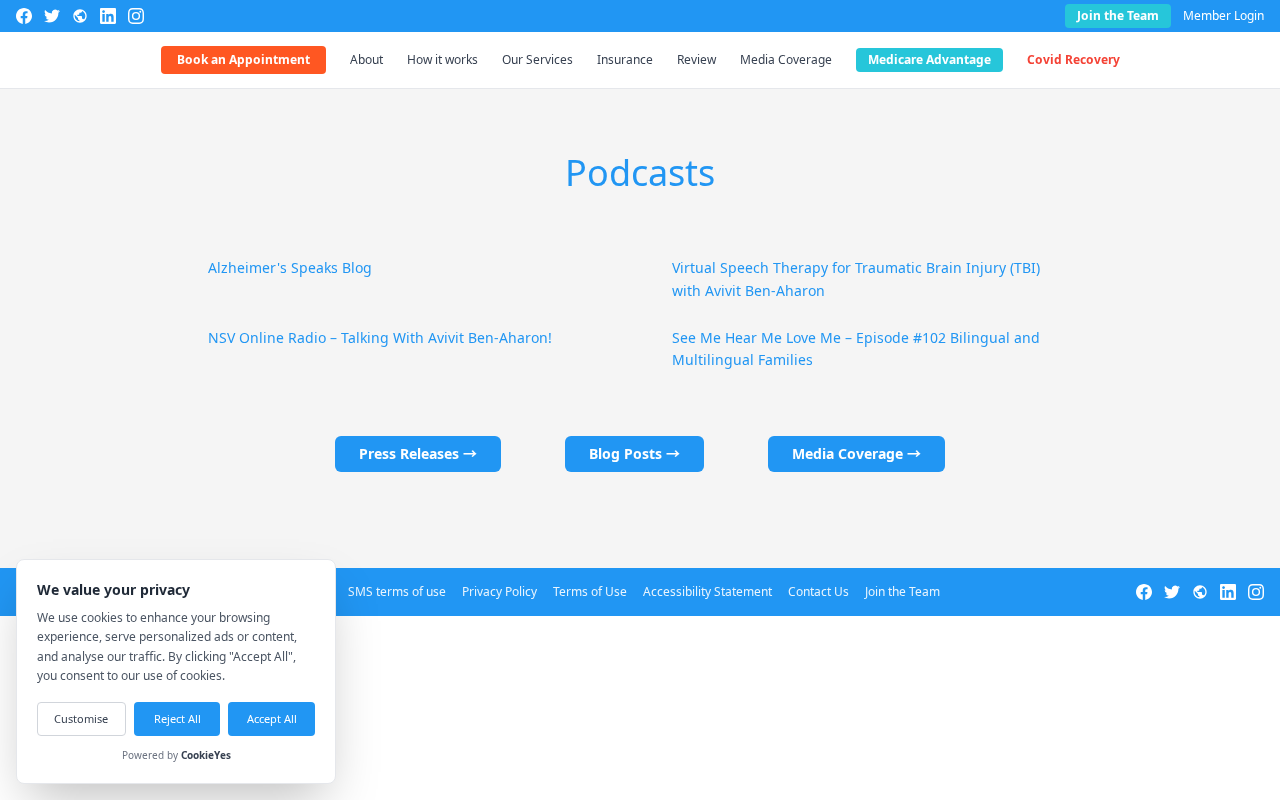 Join the Team
Member Login
Book an Appointment
About
How it works
Our Services
Insurance
Review
Media Coverage
Medicare Advantage
Covid Recovery
Podcasts
Alzheimer's Speaks Blog
Virtual Speech Therapy for Traumatic Brain Injury (TBI)
with Avivit Ben-Aharon
NSV Online Radio – Talking With Avivit Ben-Aharon!
See Me Hear Me Love Me – Episode #102 Bilingual and
Multilingual Families
Press Releases →
Blog Posts →
Media Coverage →
SMS terms of use
Privacy Policy
Terms of Use
Accessibility Statement
Contact Us
Join the Team
We value your privacy
We use cookies to enhance your browsing
experience, serve personalized ads or content,
and analyse our traffic. By clicking "Accept All",
you consent to our use of cookies.
Customise
Reject All
Accept All
Powered by CookieYes